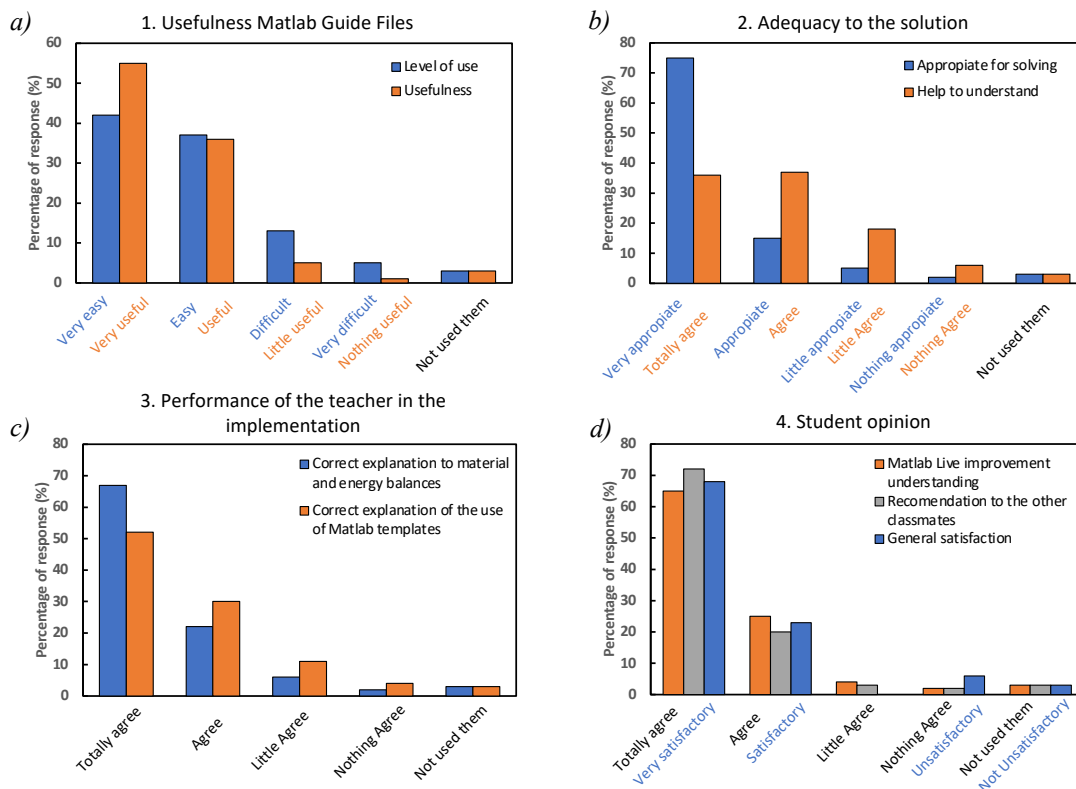 a)
1. Usefulness Matlab Guide Files
Percentage of response (%)
60
50
40
30
20
10
0
Level of use
Usefulness
Very easy
Very useful
Easy
Useful
Difficult
Little useful
Very difficult
Nothing useful
Not used them
b)
2. Adequacy to the solution
Percentage of response (%)
80
70
60
50
40
30
20
10
0
Appropiate for solving
Help to understand
Very appropiate
Totally agree
Appropiate
Agree
Little appropiate
Little Agree
Nothing appropiate
Nothing Agree
Not used them
c)
3. Performance of the teacher in the
implementation
Percentage of response (%)
80
70
60
50
40
30
20
10
0
Correct explanation to material
and energy balances
Correct explanation of the use
of Matlab templates
Totally agree
Agree
Little Agree
Nothing Agree
Not used them
d)
4. Student opinion
Percentage of response (%)
80
70
60
50
40
30
20
10
0
Matlab Live improvement
understanding
Recomendation to the other
classmates
General satisfaction
Totally agree
Very satisfactory
Agree
Satisfactory
Little Agree
Nothing Agree
Unsatisfactory
Not used them
Not Unsatisfactory